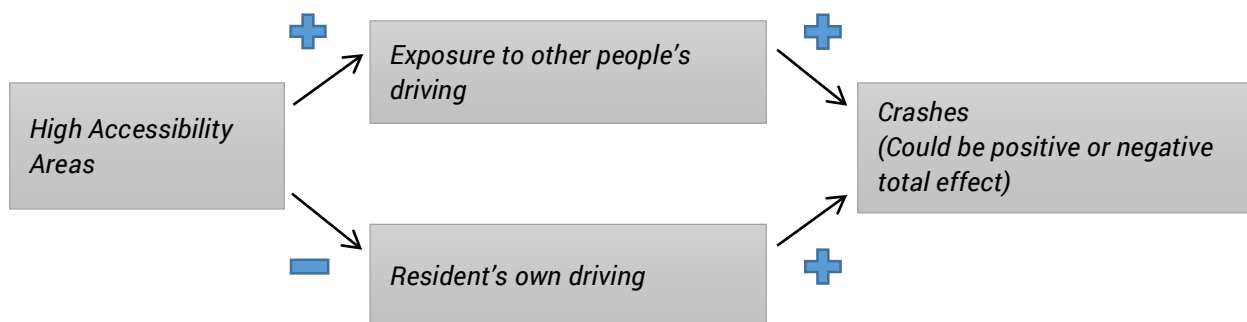 Exposure to other people’s
driving
High Accessibility
Areas
Crashes
(Could be positive or negative
total effect)
Resident’s own driving